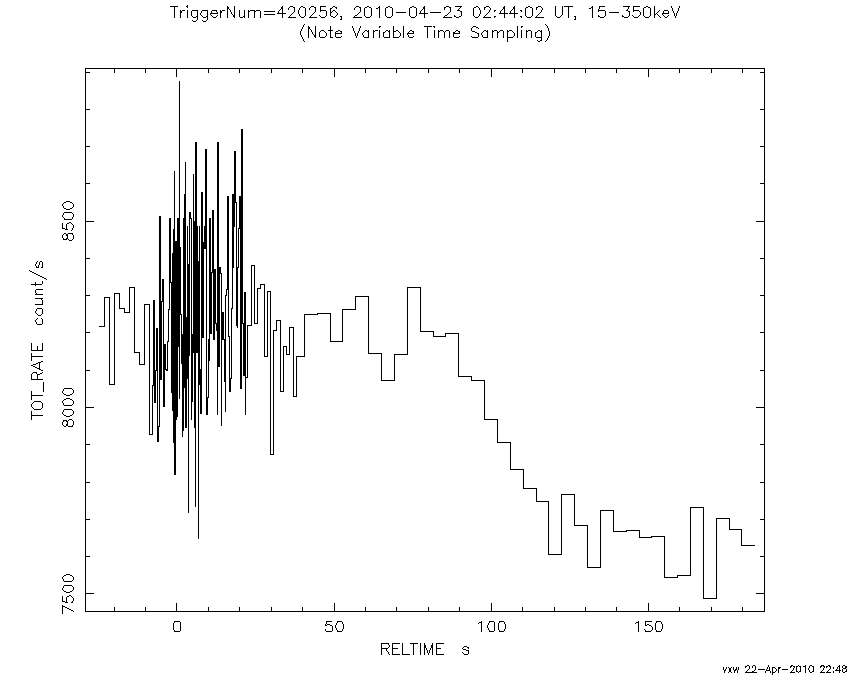 TriggerNum=420256, 2010-04-23 02:44:02 UT, 15-350keV
(Note Variable Time Sampling)
TOT_RATE count/s
8500
8000
7500
0 50 100 150
RELTIME s
vxw 22-Apr-2010 22:48